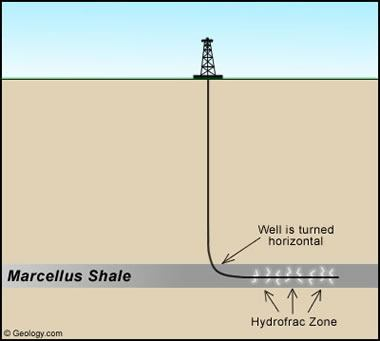 Well is turned
horizontal
Marcellus Shale
Hydrofrac Zone
© Geology.com